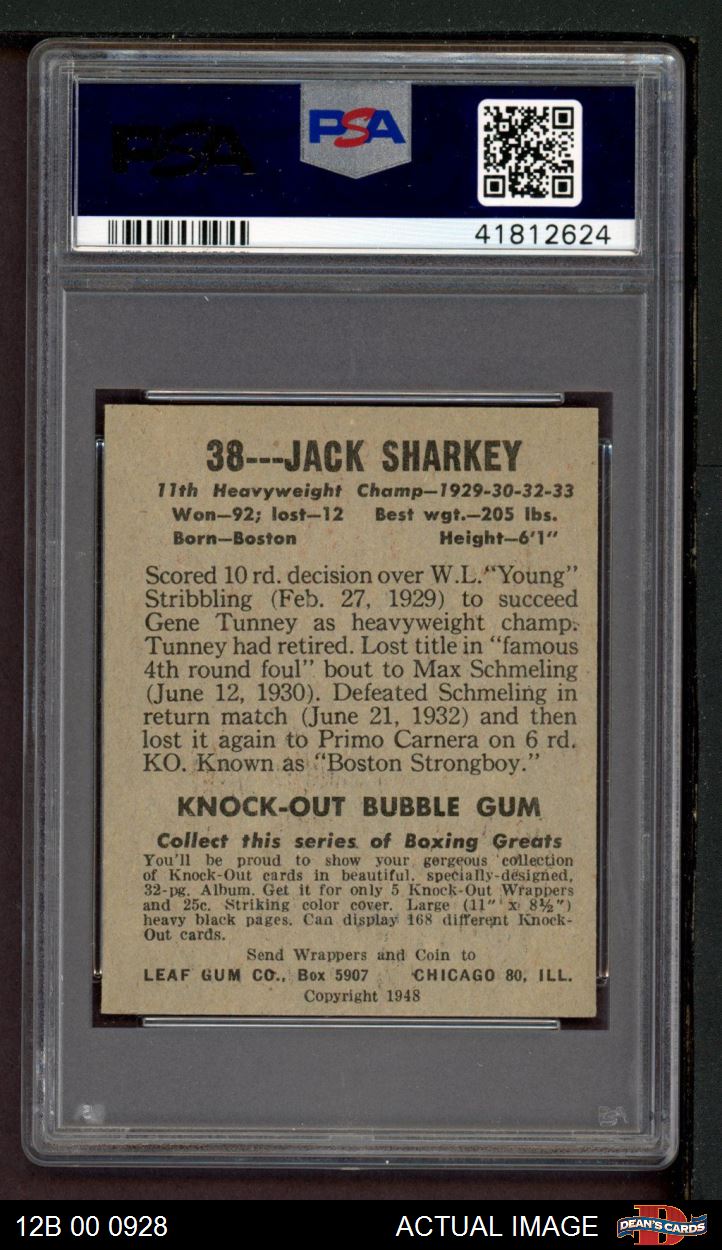 PSA
PSA
41812624
38---JACK SHARKEY
11th Heavyweight Champ—1929-30-32-33
Won—92; lost—12 Best wgt.—205 lbs.
Born—Boston Height—6'1"
Scored 10 rd. decision over W.L. "Young"
Stribbling (Feb. 27, 1929) to succeed
Gene Tunney as heavyweight champ.
Tunney had retired. Lost title in "famous
4th round foul" bout to Max Schmeling
(June 12, 1930). Defeated Schmeling in
return match (June 21, 1932) and then
lost it again to Primo Carnera on 6 rd.
KO. Known as "Boston Strongboy."
KNOCK-OUT BUBBLE GUM
Collect this series of Boxing Greats
You'll be proud to show your gergeous collection
of Knock-Out cards in beautiful, specially-designed,
32-pg. Album. Get it for only 5 Knock-Out Wrappers
and 25c. Striking color cover. Large (11" x 8½")
heavy black pages. Can display 168 different Knock-
Out cards.
Send Wrappers and Coin to
LEAF GUM CO., Box 5907 CHICAGO 80, ILL.
Copyright 1948
PSA
12B 00 0928
ACTUAL IMAGE
DEAN'S CARDS